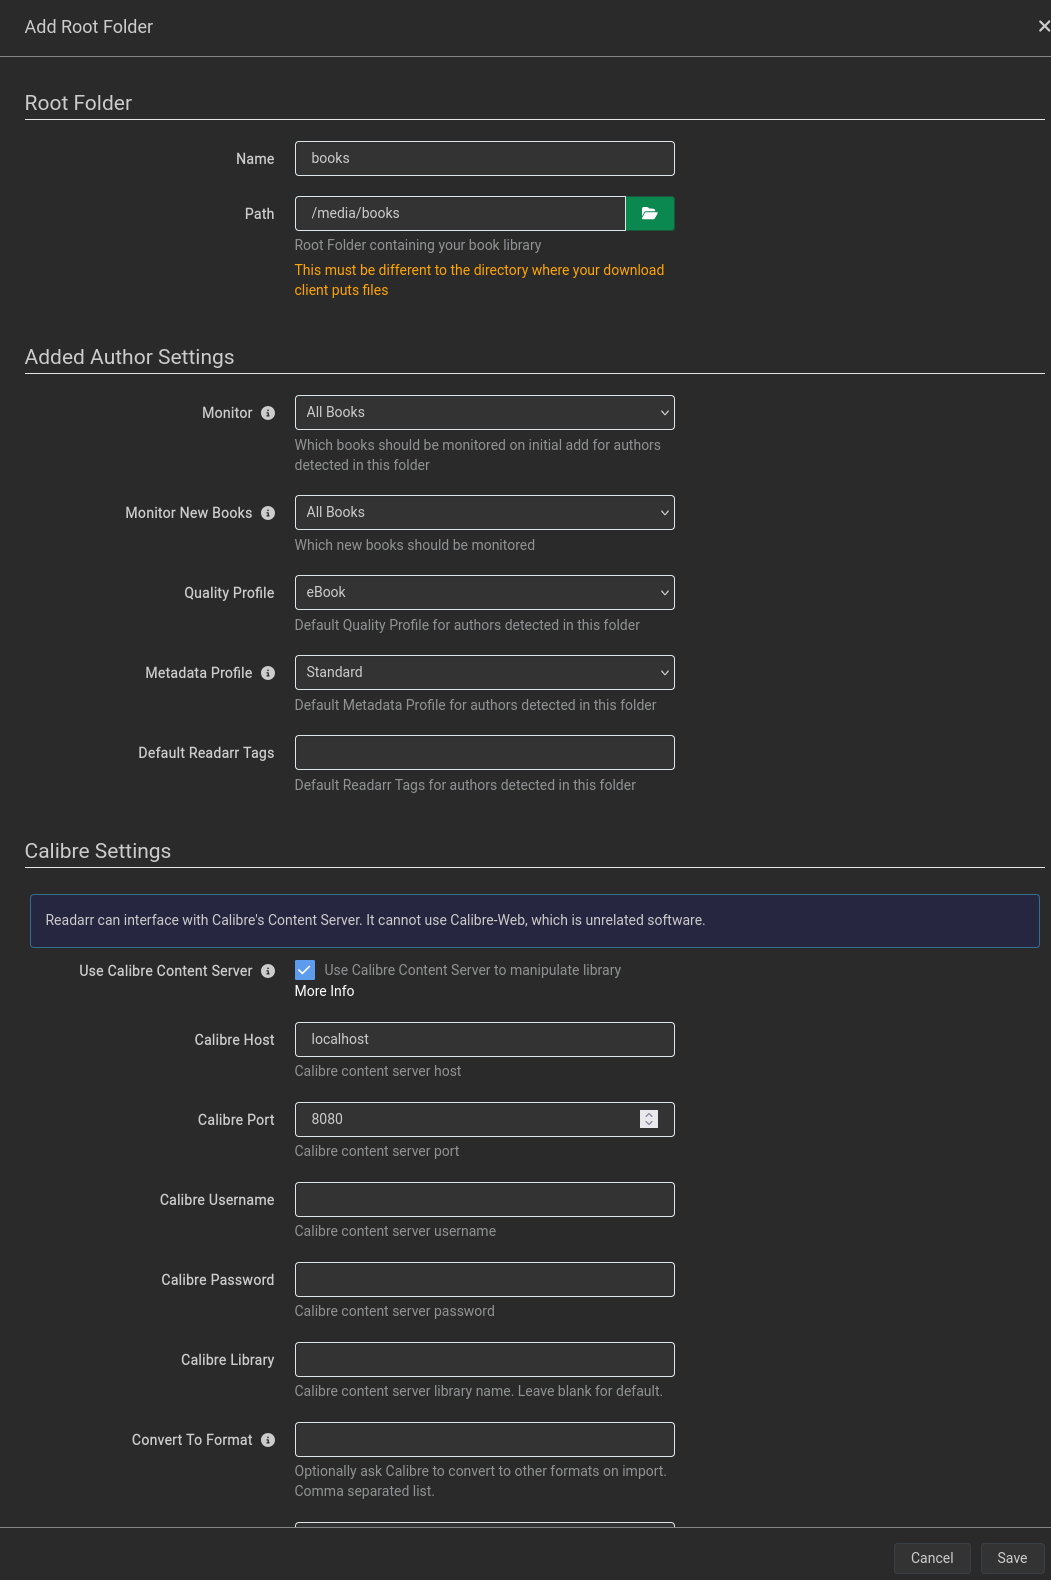 Add Root Folder
Root Folder
Name
books
Path
/media/books
Root Folder containing your book library
This must be different to the directory where your download
client puts files
Added Author Settings
Monitor
All Books
Which books should be monitored on initial add for authors
detected in this folder
Monitor New Books
All Books
Which new books should be monitored
Quality Profile
eBook
Default Quality Profile for authors detected in this folder
Metadata Profile
Standard
Default Metadata Profile for authors detected in this folder
Default Readarr Tags
Default Readarr Tags for authors detected in this folder
Calibre Settings
Readarr can interface with Calibre's Content Server. It cannot use Calibre-Web, which is unrelated software.
Use Calibre Content Server
Use Calibre Content Server to manipulate library
More Info
Calibre Host
localhost
Calibre content server host
Calibre Port
8080
Calibre content server port
Calibre Username
Calibre content server username
Calibre Password
Calibre content server password
Calibre Library
Calibre content server library name. Leave blank for default.
Convert To Format
Optionally ask Calibre to convert to other formats on import.
Comma separated list.
Cancel
Save